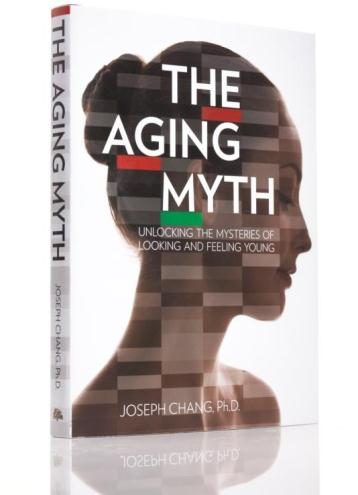 THE AGING MYTH
JOSEPH CHANG, Ph.D.
THE
AGING
MYTH
UNLOCKING THE MYSTERIES OF
LOOKING AND FEELING YOUNG
JOSEPH CHANG, Ph.D.